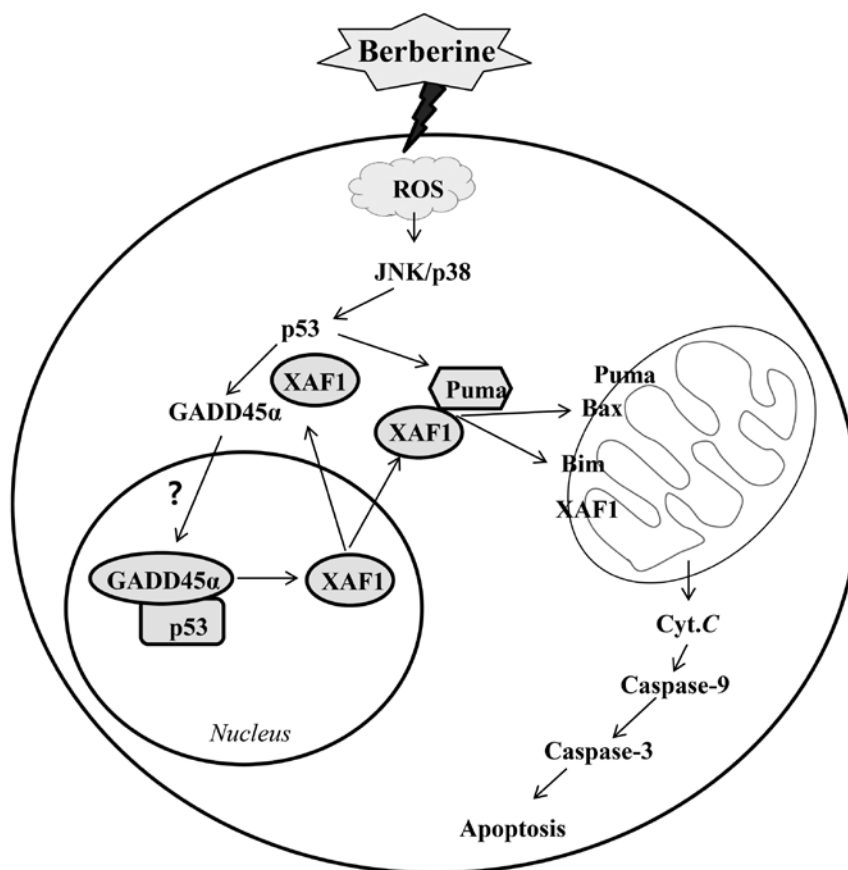 Berberine
ROS
JNK/p38
p53
XAF1
GADD45α
Puma
XAF1
Puma
Bax
Bim
XAF1
?
GADD45α
p53
XAF1
Nucleus
Cyt.C
Caspase-9
Caspase-3
Apoptosis